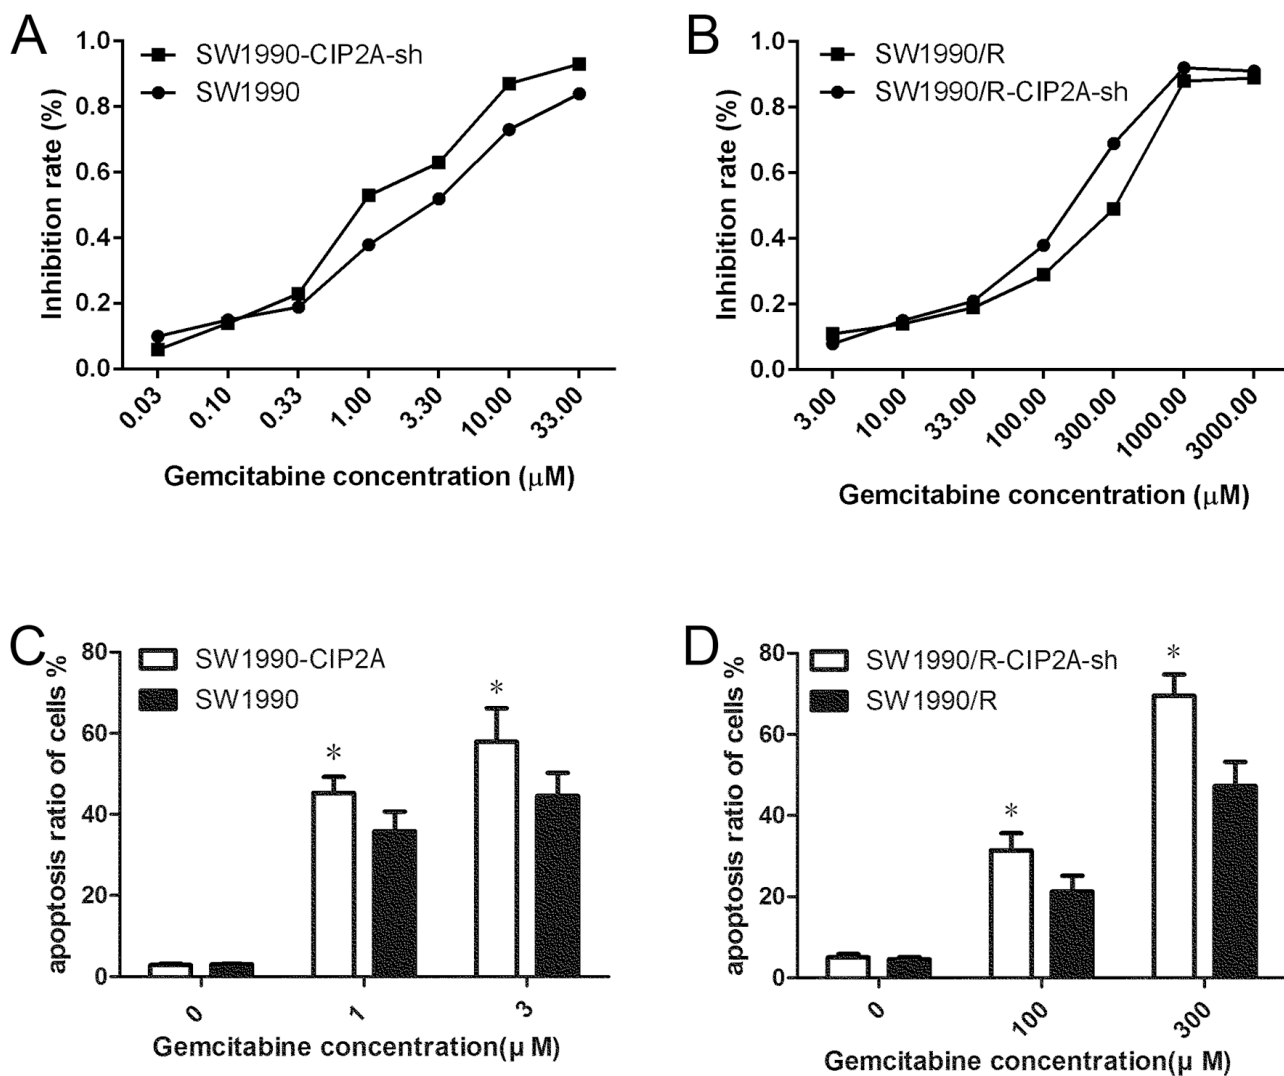 A
SW1990-CIP2A-sh
SW1990
Inhibition rate (%)
1.0
0.8
0.6
0.4
0.2
0.0
0.03
0.10
0.33
1.00
3.30
10.00
33.00
Gemcitabine concentration (μM)
B
SW1990/R
SW1990/R-CIP2A-sh
Inhibition rate (%)
1.0
0.8
0.6
0.4
0.2
0.0
3.00
10.00
33.00
100.00
300.00
1000.00
3000.00
Gemcitabine concentration (μM)
C
SW1990-CIP2A
SW1990
apoptosis ratio of cells %
80
60
40
20
0
*
*
0
1
3
Gemcitabine concentration(μ M)
D
SW1990/R-CIP2A-sh
SW1990/R
apoptosis ratio of cells %
80
60
40
20
0
*
*
0
100
300
Gemcitabine concentration(μ M)